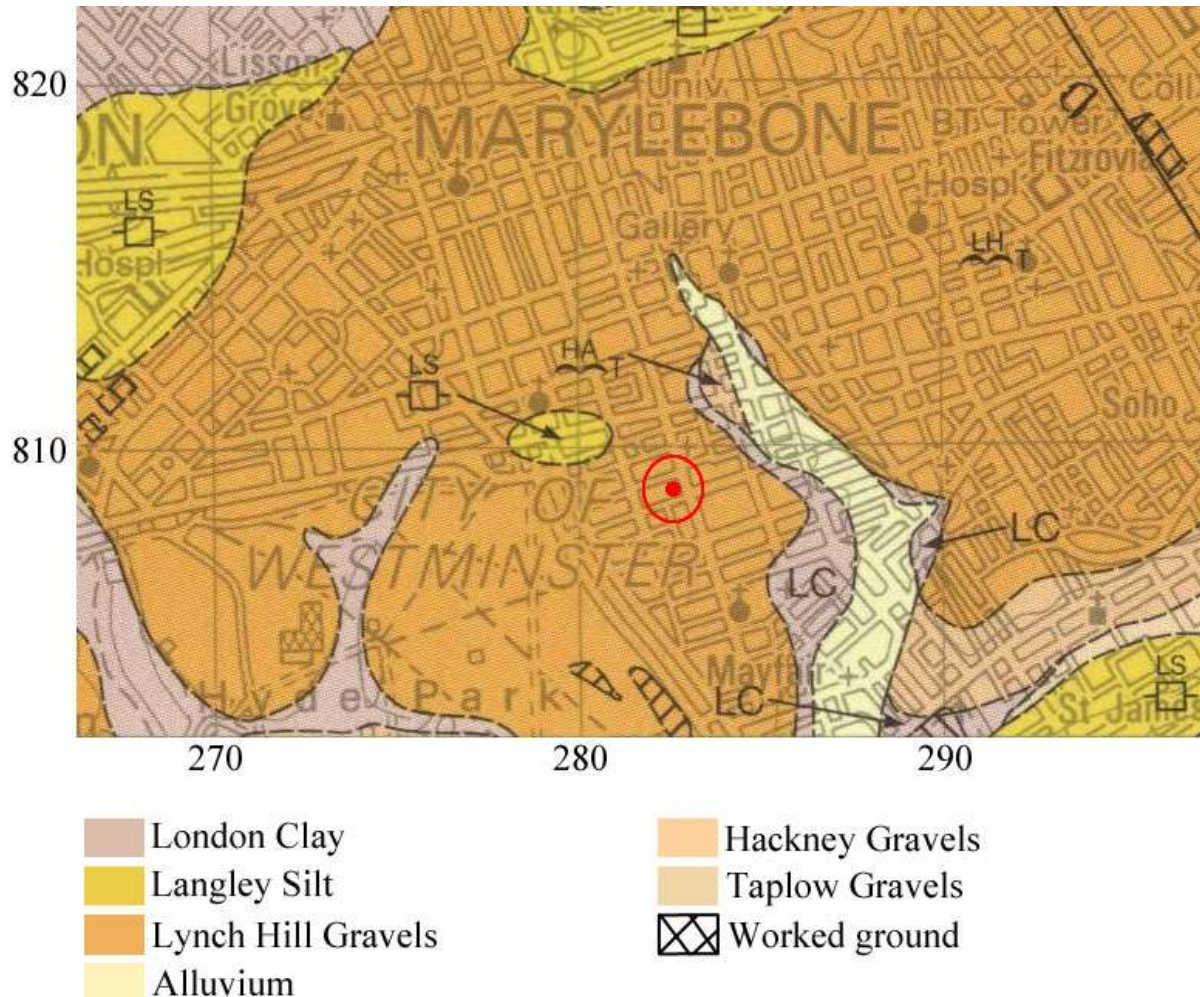 Lisson
820
Grove
Univ.
Coll
ON
MARYLEBONE
BT Tower
Fitzrovia
Hospl
LS
Gallery
LH
T
Hospl
LS
HA
T
Soho
810
CITY OF
LC
WESTMINSTER
LC
Mayfair
LS
Hyde Park
LC
St James
270
280
290
London Clay
Hackney Gravels
Langley Silt
Taplow Gravels
Lynch Hill Gravels
Worked ground
Alluvium